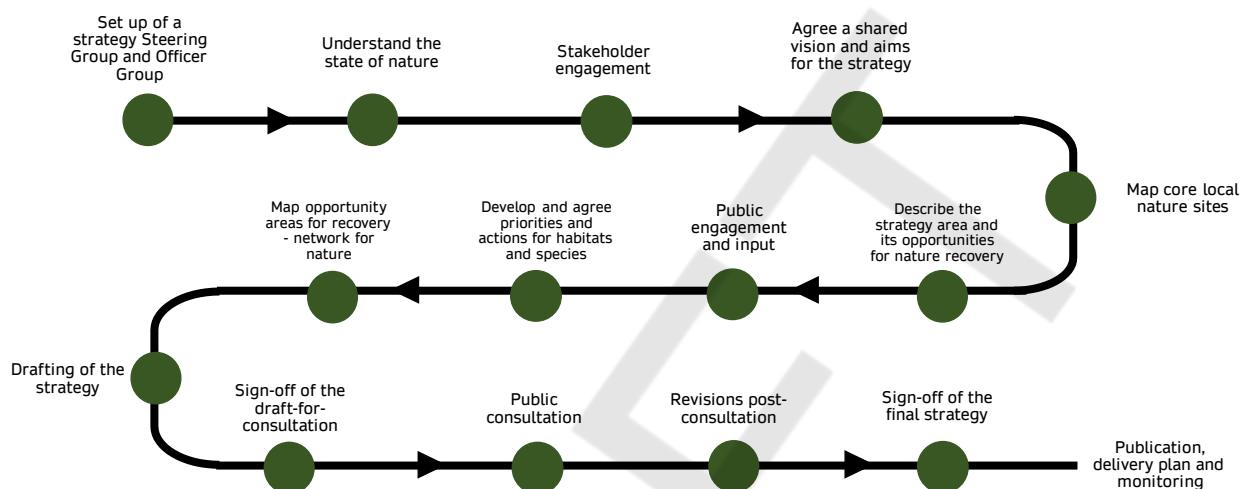 Set up of a
strategy Steering
Group and Officer
Group
Understand the
state of nature
Stakeholder
engagement
Agree a shared
vision and aims
for the strategy
Map core local
nature sites
Describe the
strategy area and
its opportunities
for nature recovery
Public
engagement
and input
Develop and agree
priorities and
actions for habitats
and species
Map opportunity
areas for recovery
- network for
nature
Drafting of the
strategy
Sign-off of the
draft-for-
consultation
Public
consultation
Revisions post-
consultation
Sign-off of the
final strategy
Publication,
delivery plan and
monitoring